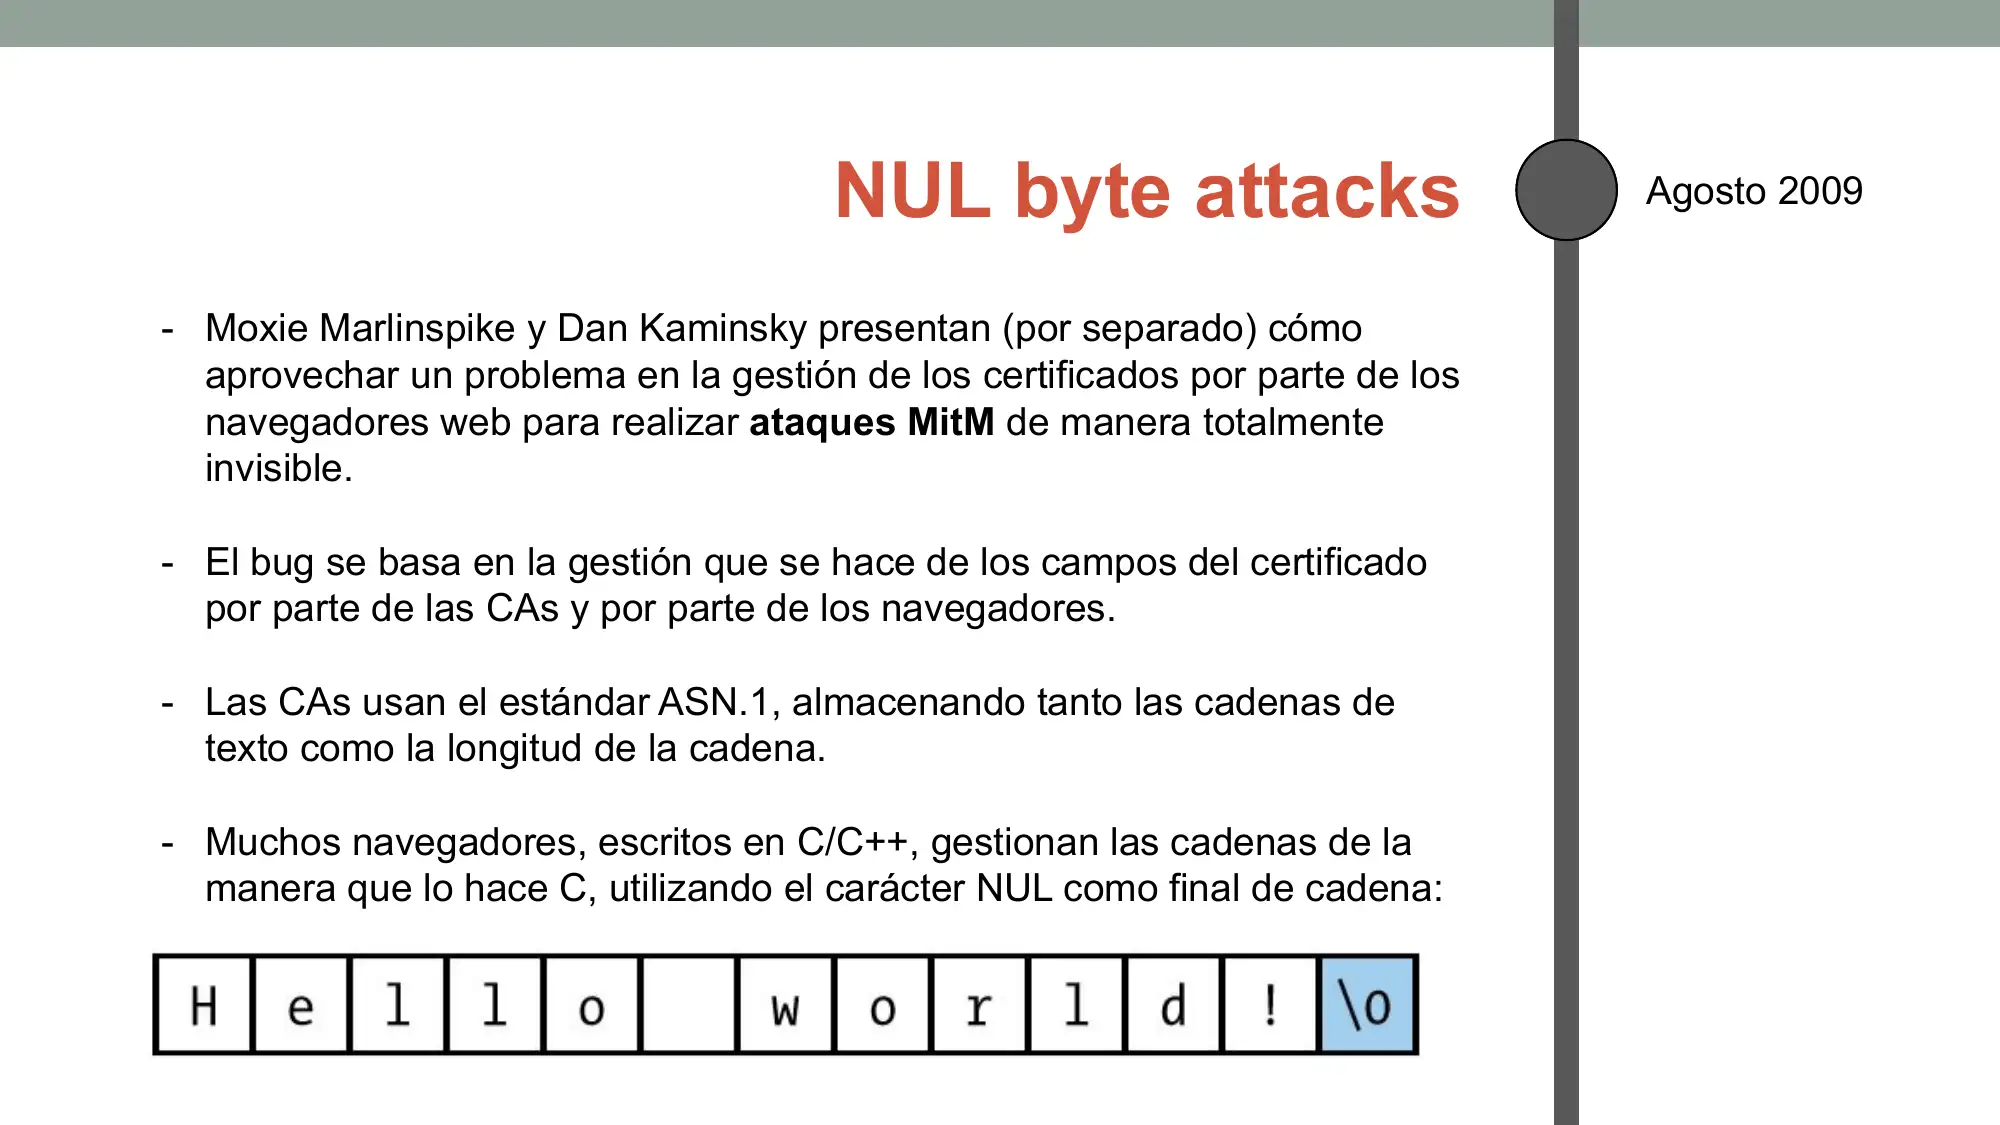 NUL byte attacks
Agosto 2009
- Moxie Marlinspike y Dan Kaminsky presentan (por separado) cómo
aprovechar un problema en la gestión de los certificados por parte de los
navegadores web para realizar ataques MitM de manera totalmente
invisible.
- El bug se basa en la gestión que se hace de los campos del certificado
por parte de las CAs y por parte de los navegadores.
- Las CAs usan el estándar ASN.1, almacenando tanto las cadenas de
texto como la longitud de la cadena.
- Muchos navegadores, escritos en C/C++, gestionan las cadenas de la
manera que lo hace C, utilizando el carácter NUL como final de cadena:
H e l l o w o r l d ! \0